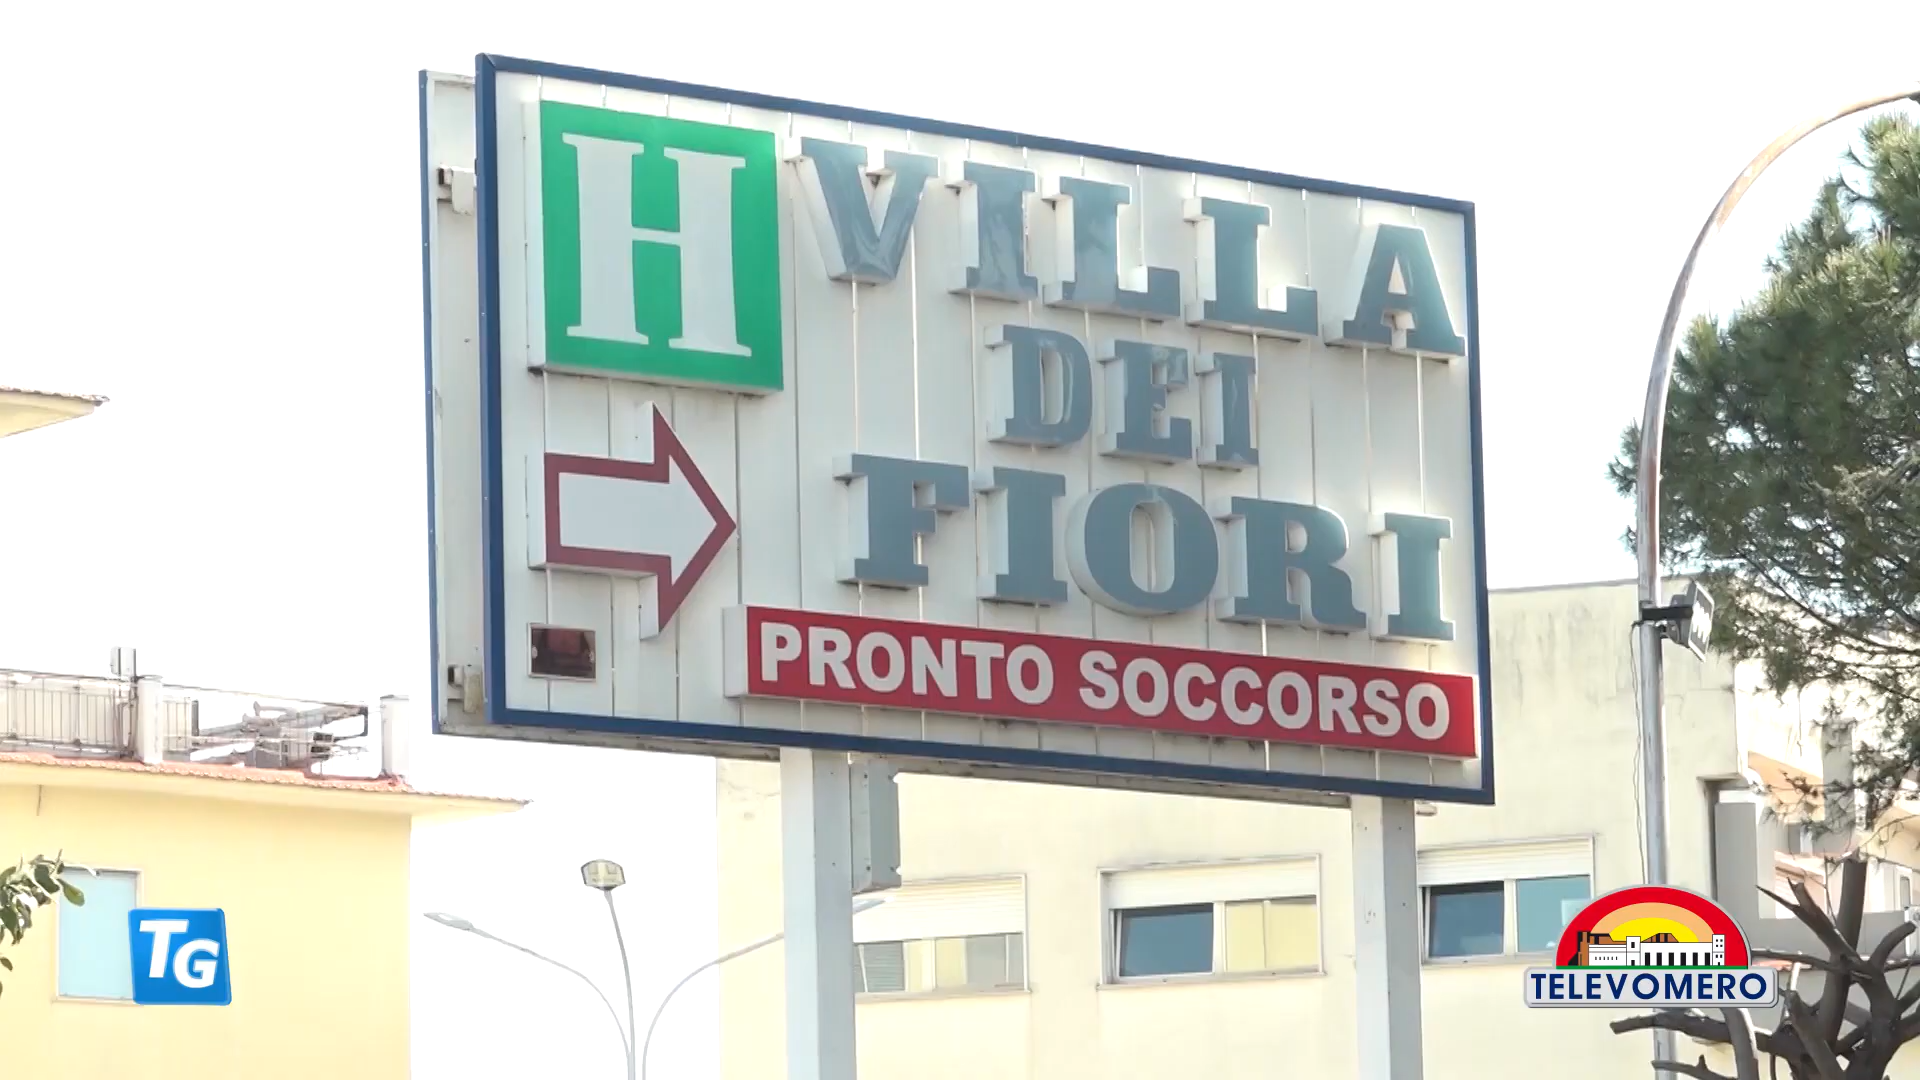 H VILLA
DEI
FIORI
PRONTO SOCCORSO
TG
TELEVOMERO